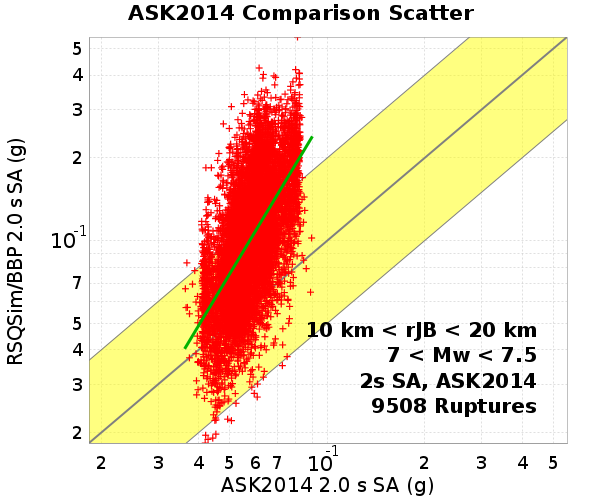 ASK2014 Comparison Scatter
RSQSim/BBP 2.0 s SA (g)
5
4
3
2
10-1
7
5
4
3
2
10 km < rJB < 20 km
7 < Mw < 7.5
2s SA, ASK2014
9508 Ruptures
2 3 4 5 6 7 10-1 2 3 4 5
ASK2014 2.0 s SA (g)